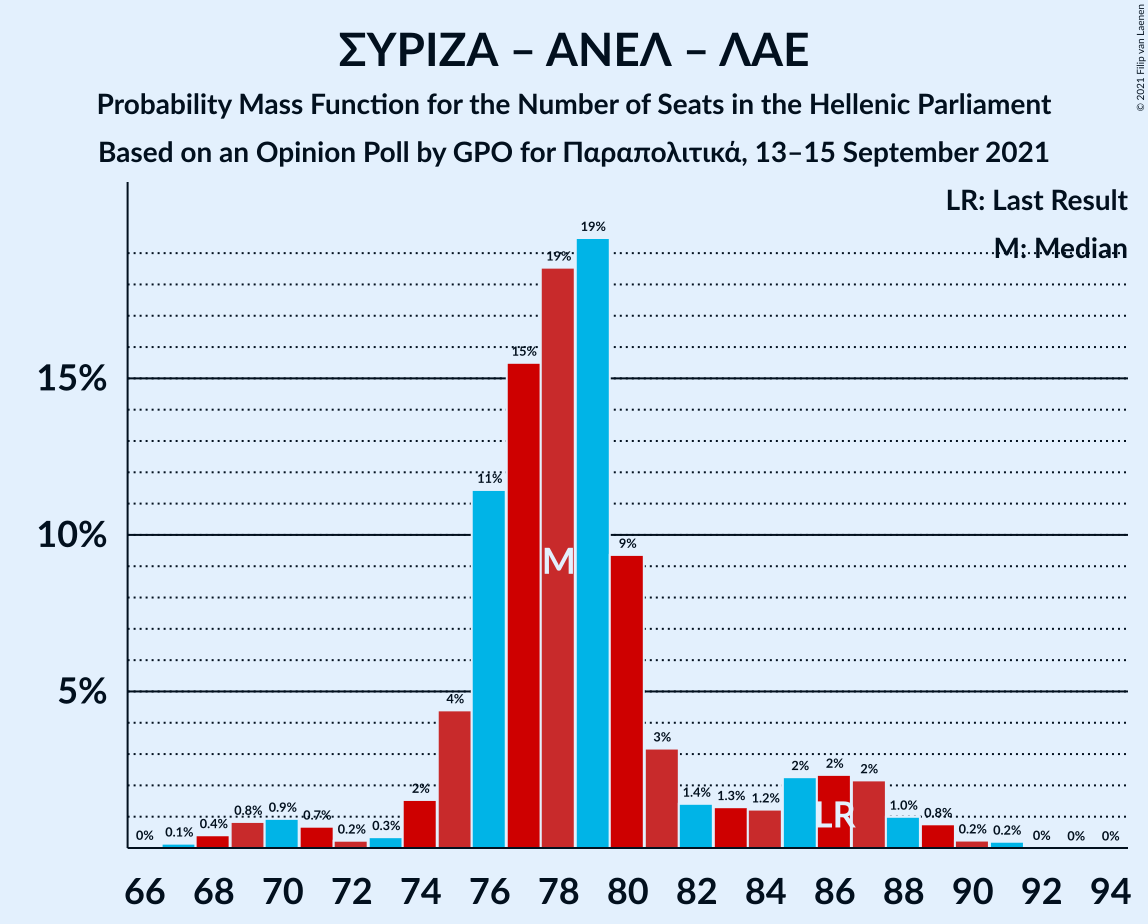 ΣΥΡΙΖΑ – ΑΝΕΛ – ΛΑΕ
Probability Mass Function for the Number of Seats in the Hellenic Parliament
Based on an Opinion Poll by GPO for Παραπολιτικά, 13–15 September 2021
© 2021 Filip van Laenen
LR: Last Result
M: Median
15%
10%
5%
0% 0.1% 0.4% 0.8% 0.9% 0.7% 0.2% 0.3% 2% 4% 11% 15% 19% 19% 9% 3% 1.4% 1.3% 1.2% 2% 2% 2% 1.0% 0.8% 0.2% 0.2% 0% 0% 0%
M
LR
66 68 70 72 74 76 78 80 82 84 86 88 90 92 94